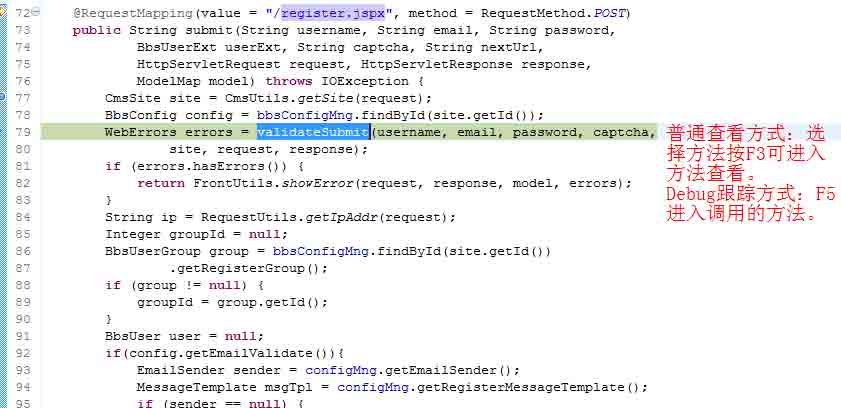 72 @RequestMapping(value = "/register.jspx", method = RequestMethod.POST)
73 public String submit(String username, String email, String password,
74 BbsUserExt userExt, String captcha, String nextUrl,
75 HttpServletRequest request, HttpServletResponse response,
76 ModelMap model) throws IOException {
77 CmsSite site = CmsUtils.getSite(request);
78 BbsConfig config = bbsConfigMng.findById(site.getId());
79 WebErrors errors = validateSubmit(username, email, password, captcha,
80 site, request, response);
81 if (errors.hasErrors()) {
82 return FrontUtils.showError(request, response, model, errors);
83 }
84 String ip = RequestUtils.getIpAddr(request);
85 Integer groupId = null;
86 BbsUserGroup group = bbsConfigMng.findById(site.getId())
87 .getRegisterGroup();
88 if (group != null) {
89 groupId = group.getId();
90 }
91 BbsUser user = null;
92 if(config.getEmailValidate()){
93 EmailSender sender = configMng.getEmailSender();
94 MessageTemplate msgTpl = configMng.getRegisterMessageTemplate();
95 if (sender == null) {
普通查看方式：选
择方法按F3可进入
方法查看。
Debug跟踪方式：F5
进入调用的方法。